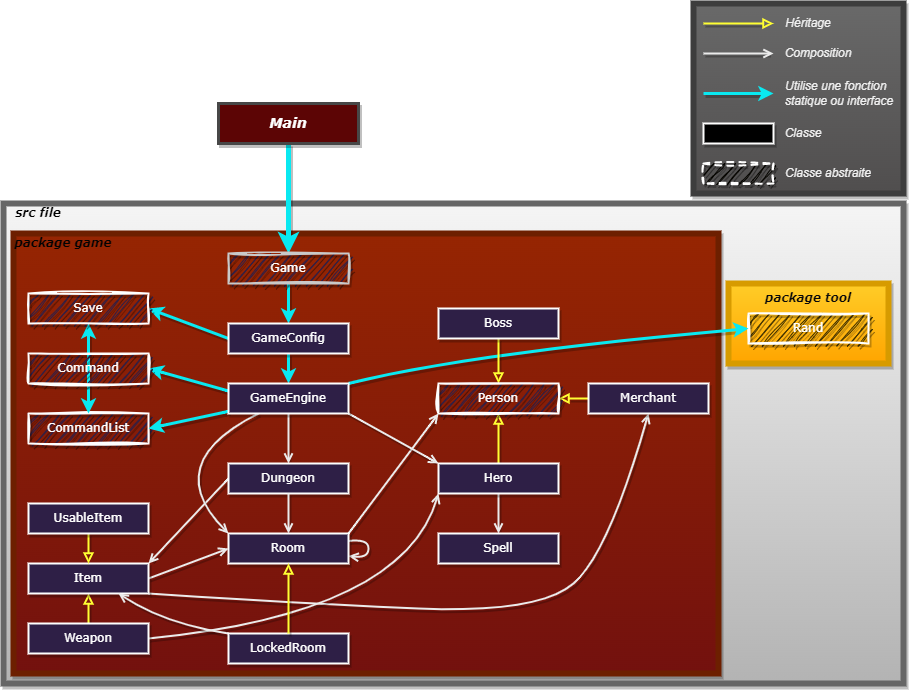 Héritage
Composition
Utilise une fonction
statique ou interface
Classe
Classe abstraite
Main
src file
package game
Game
Save
GameConfig
Boss
package tool
Rand
Command
GameEngine
Person
Merchant
CommandList
Dungeon
Hero
UsableItem
Room
Spell
Item
Weapon
LockedRoom